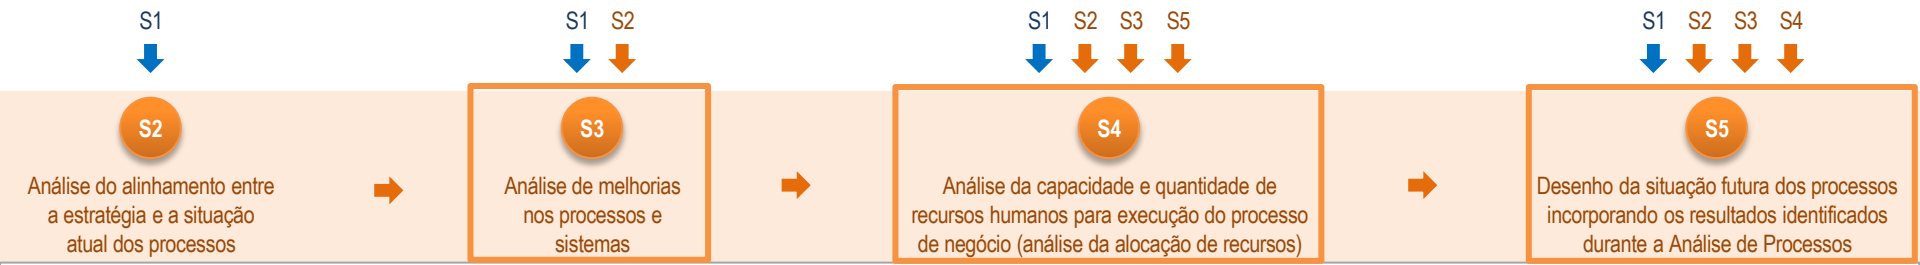 S1
S1 S2
S1 S2 S3 S5
S1 S2 S3 S4
S2
Análise do alinhamento entre
a estratégia e a situação
atual dos processos
S3
Análise de melhorias
nos processos e
sistemas
S4
Análise da capacidade e quantidade de
recursos humanos para execução do processo
de negócio (análise da alocação de recursos)
S5
Desenho da situação futura dos processos
incorporando os resultados identificados
durante a Análise de Processos